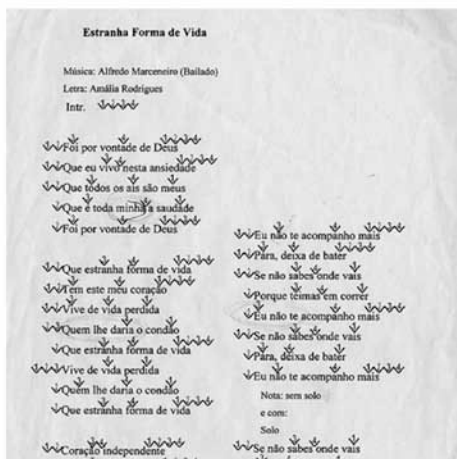 Estranha Forma de Vida
Música: Alfredo Marceneiro (Bailado)
Letra: Amália Rodrigues
Intr.
Foi por vontade de Deus
Que eu vivo nesta ansiedade
Que todos os ais são meus
Que é toda minha a saudade
Foi por vontade de Deus
Que estranha forma de vida
Tem este meu coração
Vive de vida perdida
Quem lhe daria o condão
Que estranha forma de vida
Vive de vida perdida
Quem lhe daria o condão
Que estranha forma de vida
Coração independente
Eu não te acompanho mais
Pára, deixa de bater
Se não sabes onde vais
Porque teimas em correr
Eu não te acompanho mais
Se não sabes onde vais
Pára, deixa de bater
Eu não te acompanho mais
Nota: sem solo
e com:
Solo
Se não sabes onde vais